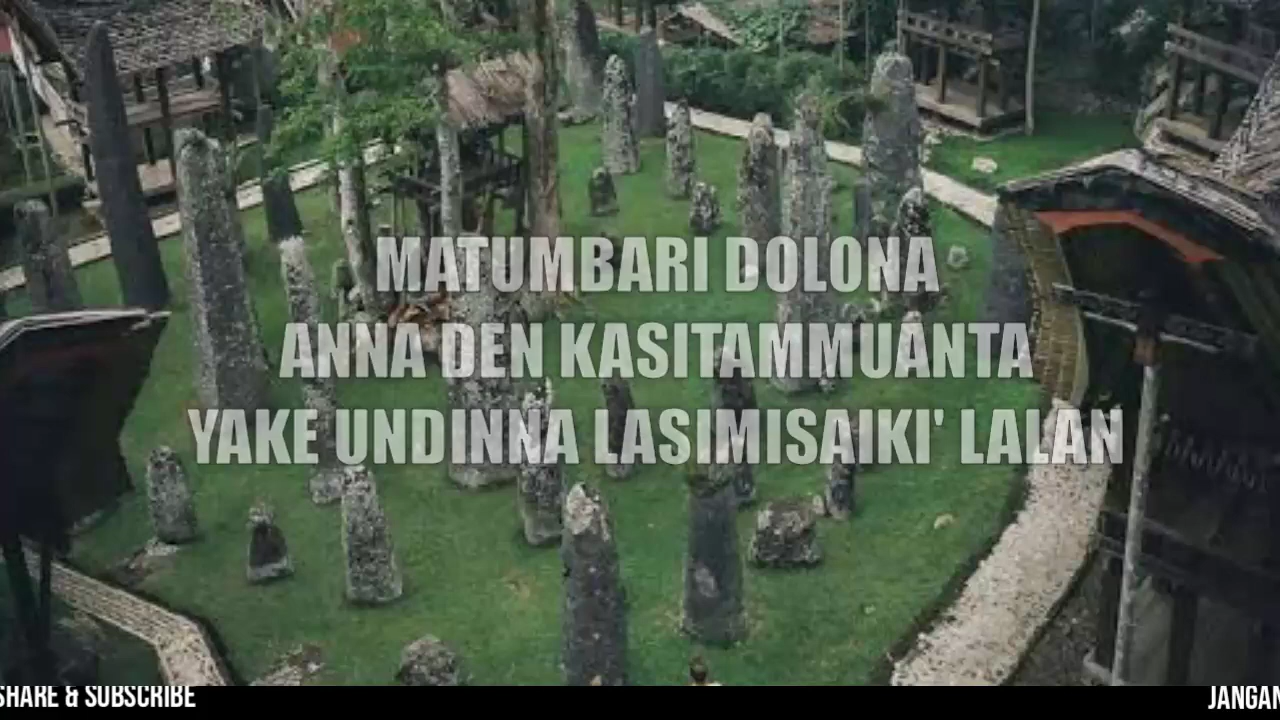 MATUMBARI DOLONA
ANNA DEN KASITAMMUANTA
YAKE UNDINNA LASIMISAIKI' LALAN
SHARE & SUBSCRIBE
JANGAN